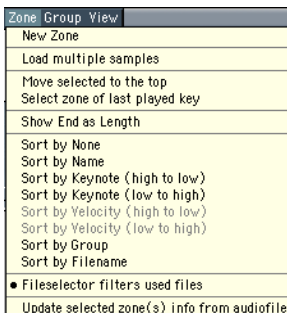 Zone Group View
New Zone
Load multiple samples
Move selected to the top
Select zone of last played key
Show End as Length
Sort by None
Sort by Name
Sort by Keynote (high to low)
Sort by Keynote (low to high)
Sort by Velocity (high to low)
Sort by Velocity (low to high)
Sort by Group
Sort by Filename
• Fileselector filters used files
Update selected zone(s) info from audiofile